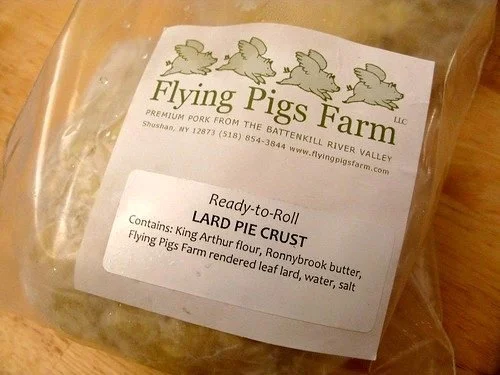 Flying Pigs Farm LLC
PREMIUM PORK FROM THE BATTENKILL RIVER VALLEY
Shushan, NY 12873 (518) 854-3844 www.flyingpigsfarm.com
Ready-to-Roll
LARD PIE CRUST
Contains: King Arthur flour, Ronnybrook butter,
Flying Pigs Farm rendered leaf lard, water, salt